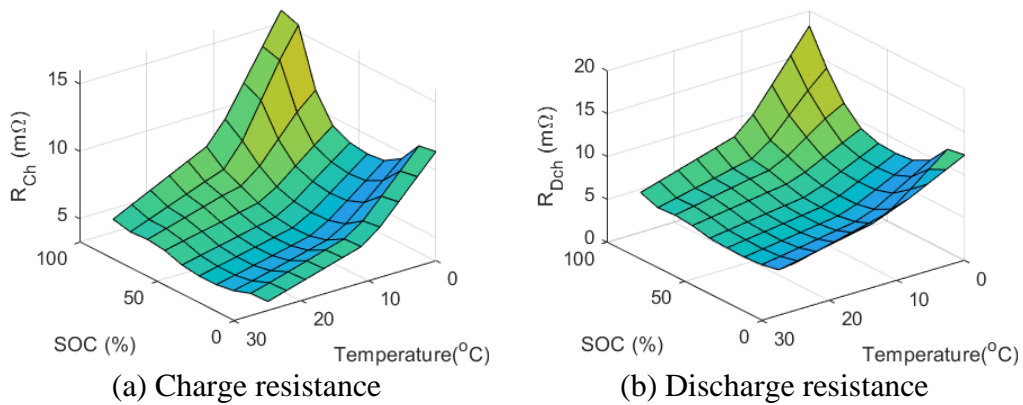 15
10
5
R_Ch (mΩ)
100
50
0
SOC (%)
30
20
10
0
Temperature(°C)
(a) Charge resistance
20
15
10
5
0
R_Dch (mΩ)
100
50
0
SOC (%)
30
20
10
0
Temperature(°C)
(b) Discharge resistance